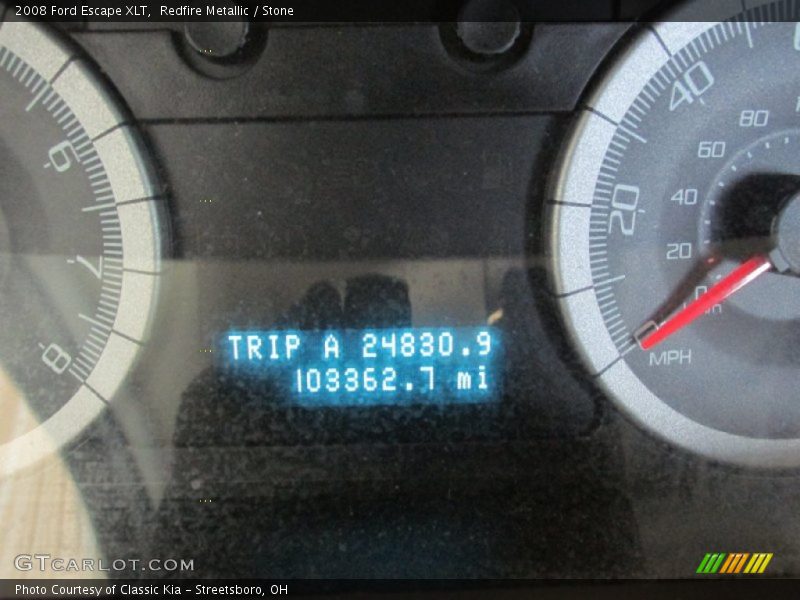 2008 Ford Escape XLT, Redfire Metallic / Stone
6
7
8
40
20
80
60
40
20
0
MPH
TRIP A 24830.9
103362.7 mi
GTCARLOT.COM
Photo Courtesy of Classic Kia - Streetsboro, OH